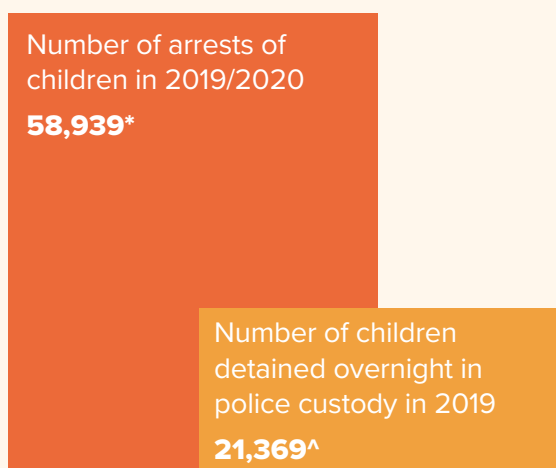 Number of arrests of
children in 2019/2020
58,939*
Number of children
detained overnight in
police custody in 2019
21,369^